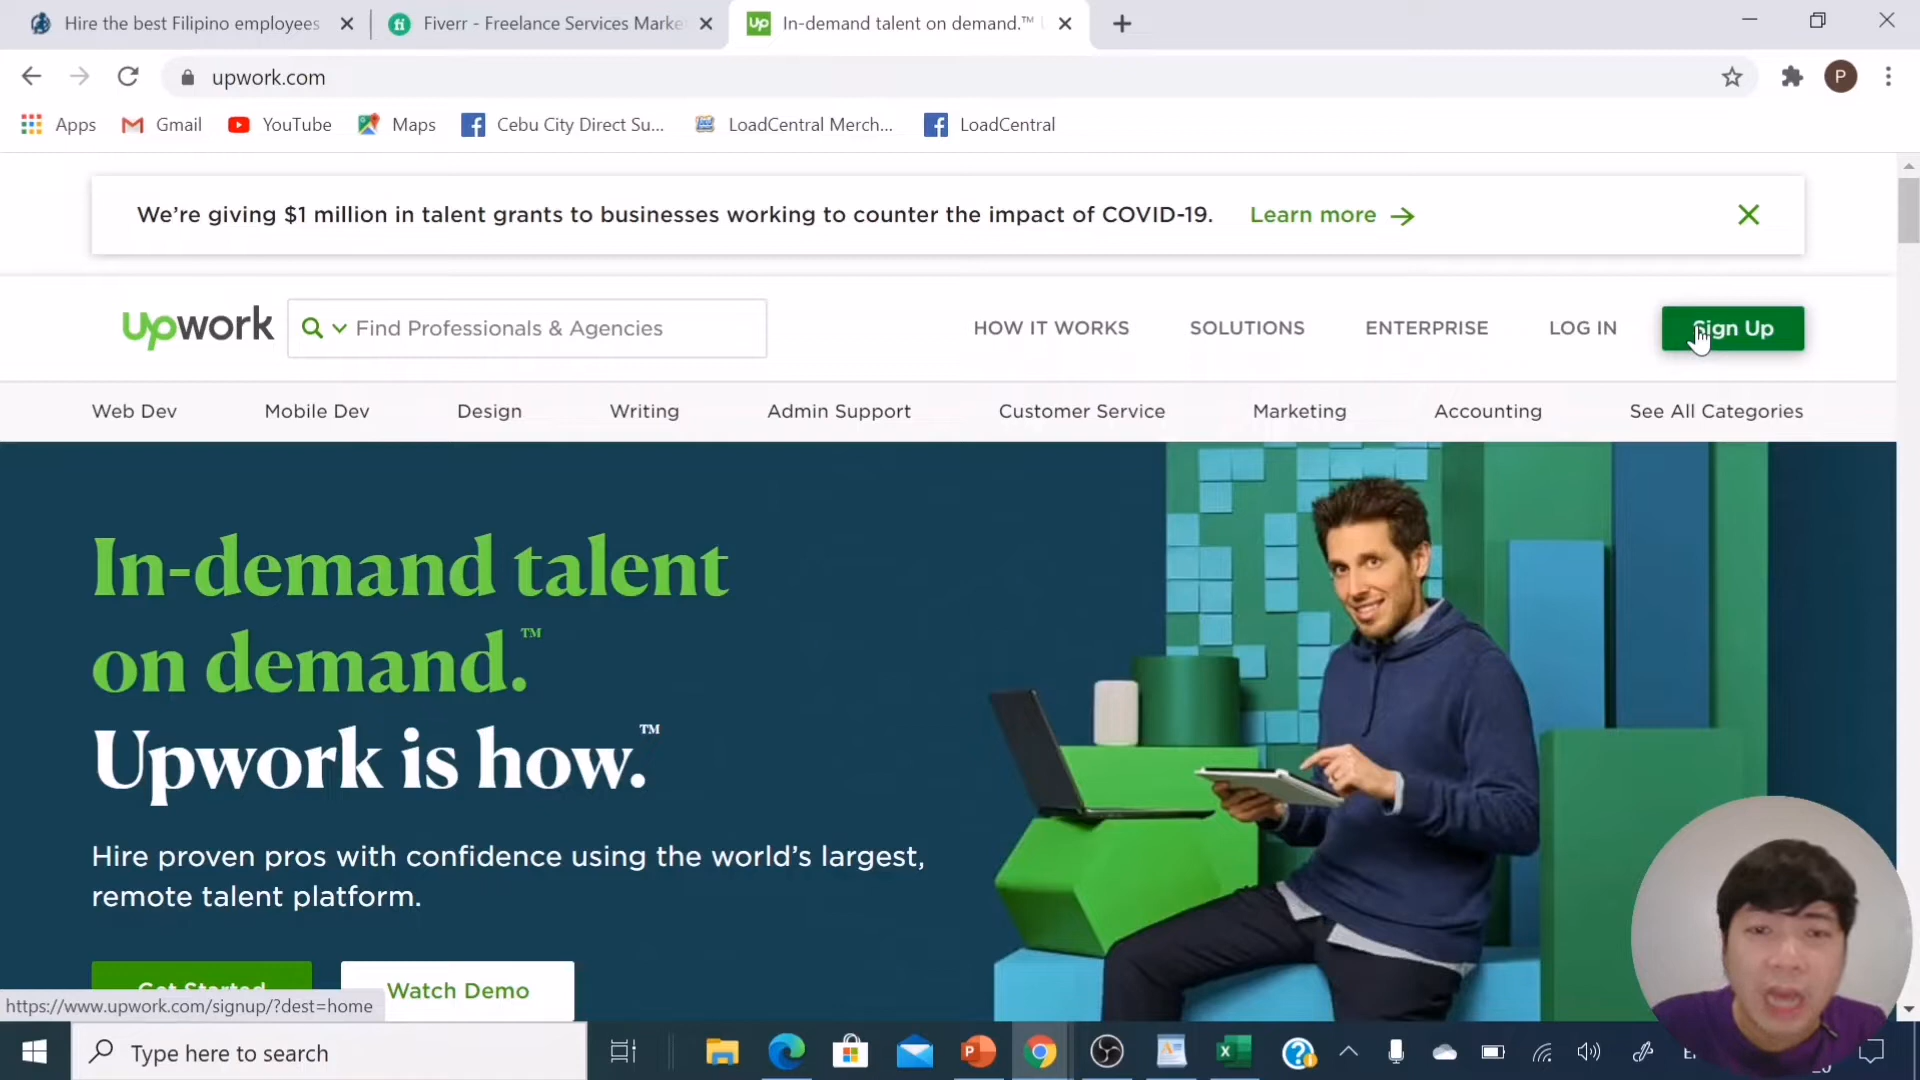 Hire the best Filipino employees
Fiverr - Freelance Services Marke
In-demand talent on demand.™
upwork.com
P
Apps
Gmail
YouTube
Maps
Cebu City Direct Su...
LoadCentral Merch...
LoadCentral
We’re giving $1 million in talent grants to businesses working to counter the impact of COVID-19.
Learn more →
upwork
Find Professionals & Agencies
HOW IT WORKS
SOLUTIONS
ENTERPRISE
LOG IN
Sign Up
Web Dev
Mobile Dev
Design
Writing
Admin Support
Customer Service
Marketing
Accounting
See All Categories
In-demand talent
on demand.™
Upwork is how.™
Hire proven pros with confidence using the world’s largest,
remote talent platform.
Get Started
Watch Demo
https://www.upwork.com/signup/?dest=home
Type here to search